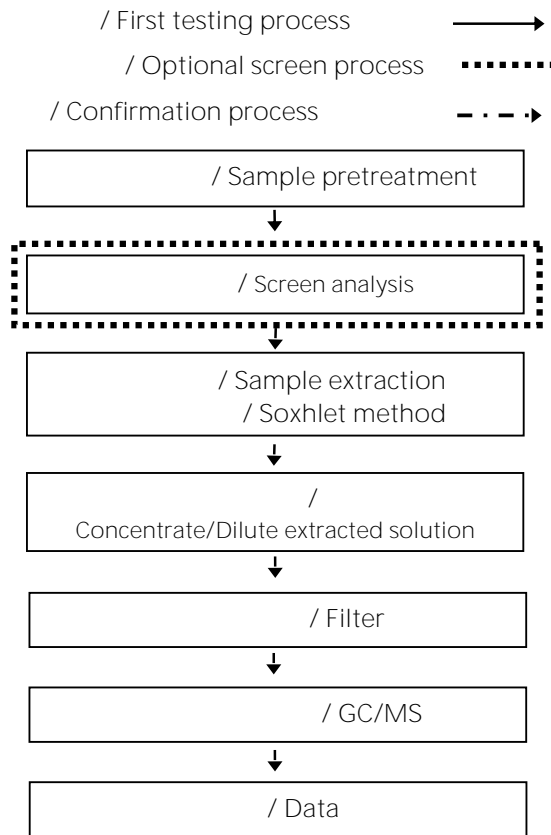 / First testing process
/ Optional screen process
/ Confirmation process
/ Sample pretreatment
/ Screen analysis
/ Sample extraction
/ Soxhlet method
/
Concentrate/Dilute extracted solution
/ Filter
/ GC/MS
/ Data